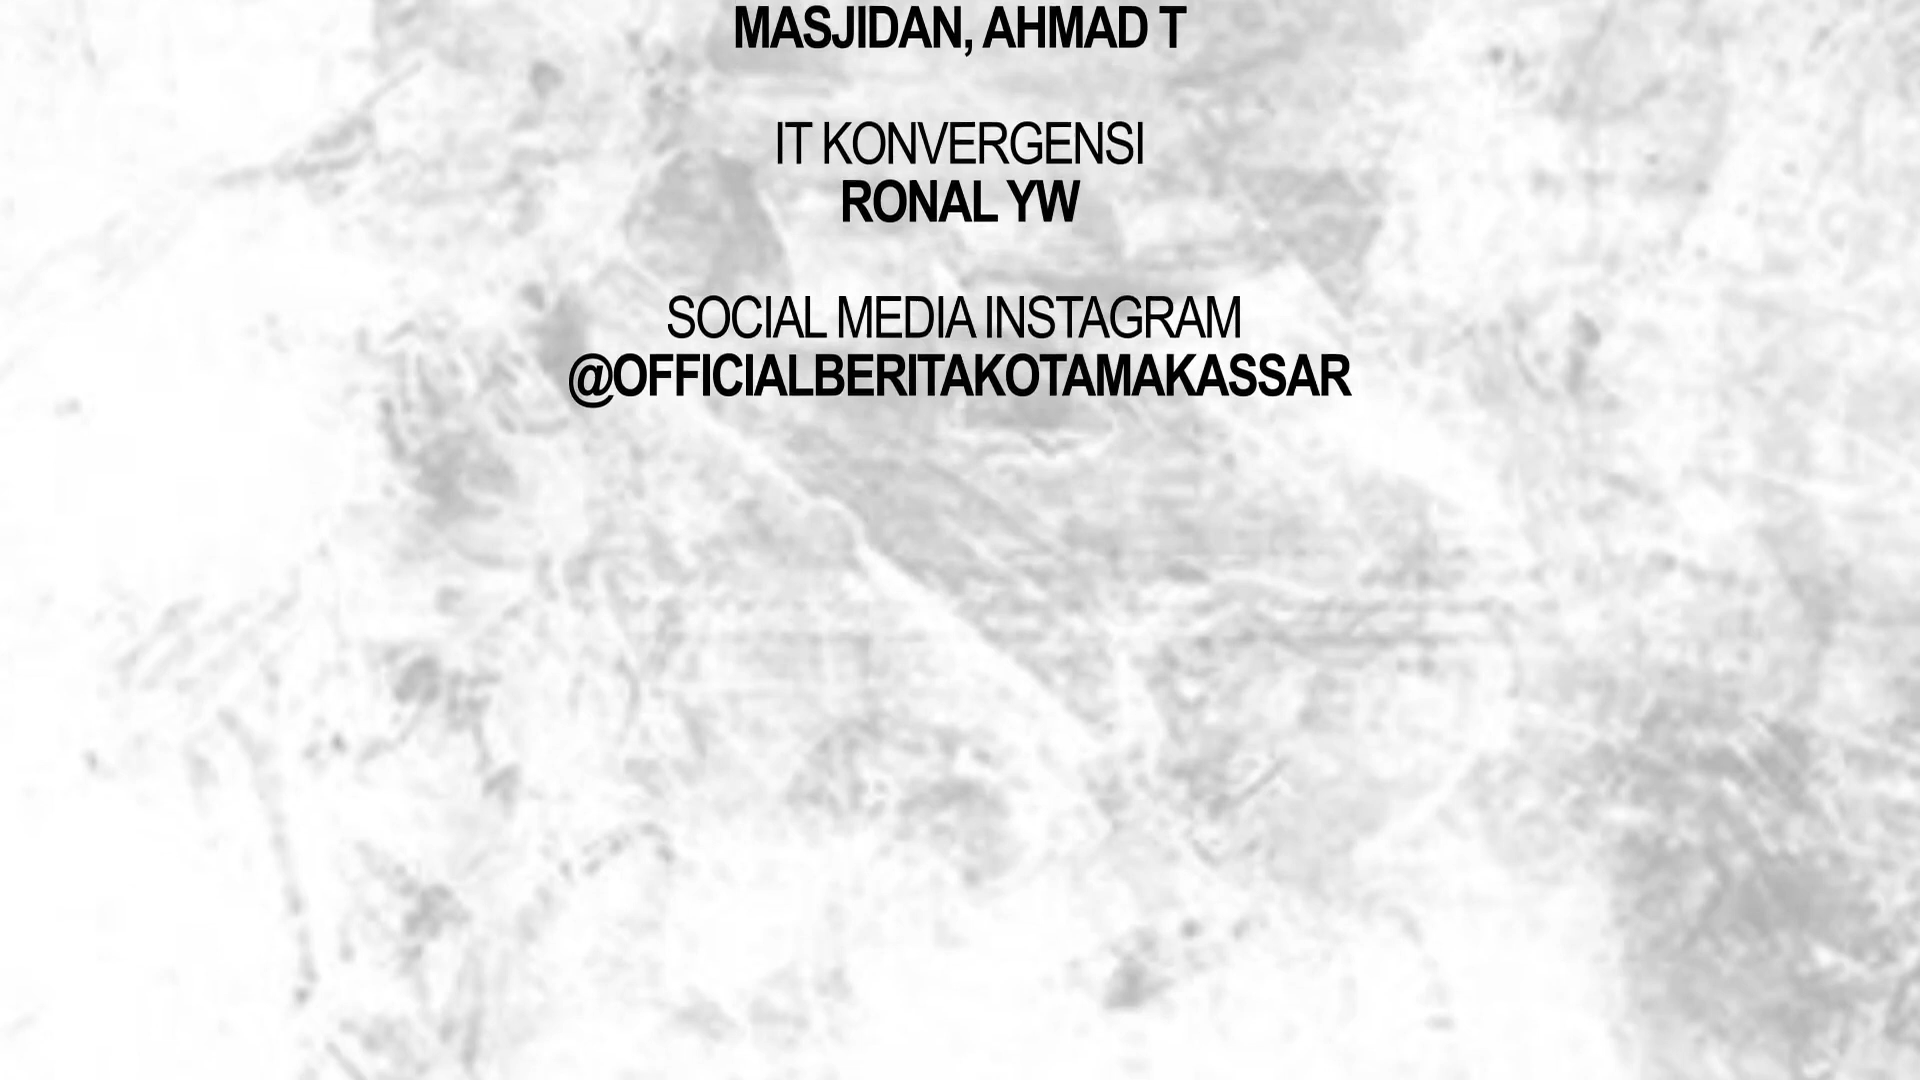 MASJIDAN, AHMAD T
IT KONVERGENSI
RONAL YW
SOCIAL MEDIA INSTAGRAM
@OFFICIALBERITAKOTAMAKASSAR